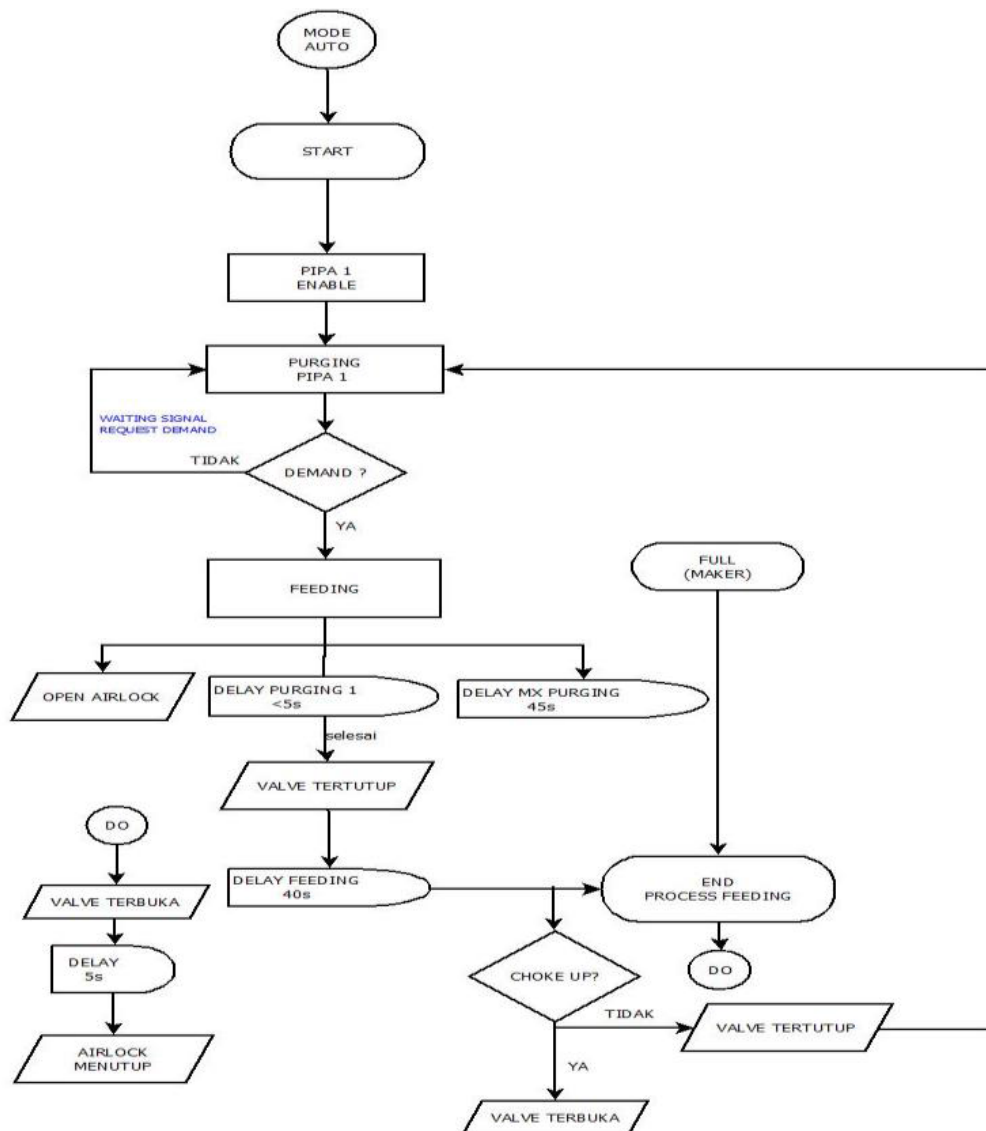 MODE
AUTO
START
PIPA 1
ENABLE
PURGING
PIPA 1
WAITING SIGNAL
REQUEST DEMAND
TIDAK
DEMAND ?
YA
FEEDING
FULL
(MAKER)
OPEN AIRLOCK
DELAY PURGING 1
<5s
DELAY MX PURGING
45s
selesai
VALVE TERTUTUP
DO
VALVE TERBUKA
DELAY
5s
AIRLOCK
MENUTUP
DELAY FEEDING
40s
END
PROCESS FEEDING
DO
CHOKE UP?
TIDAK
VALVE TERTUTUP
YA
VALVE TERBUKA